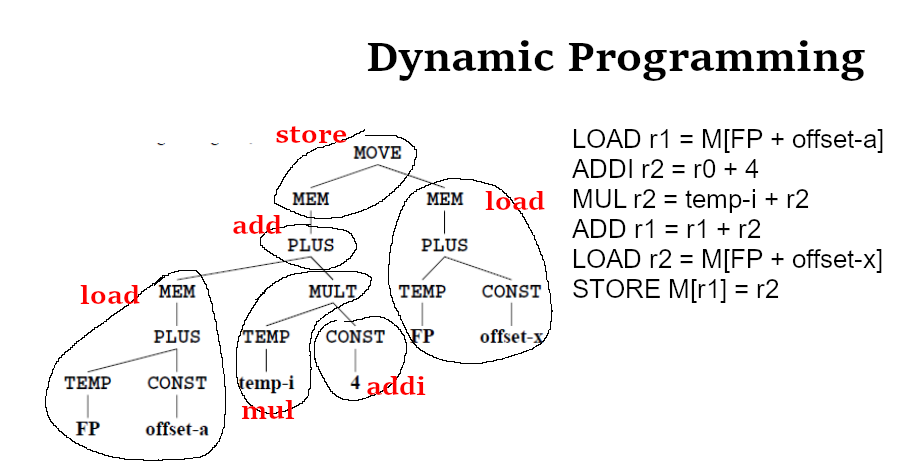 Dynamic Programming
store
MOVE
LOAD r1 = M[FP + offset-a]
ADDI r2 = r0 + 4
MUL r2 = temp-i + r2
ADD r1 = r1 + r2
LOAD r2 = M[FP + offset-x]
STORE M[r1] = r2
MEM MEM load
add
PLUS PLUS
load MEM MULT TEMP CONST
PLUS TEMP CONST FP offset-x
TEMP CONST temp-i 4 addi
mul
FP offset-a